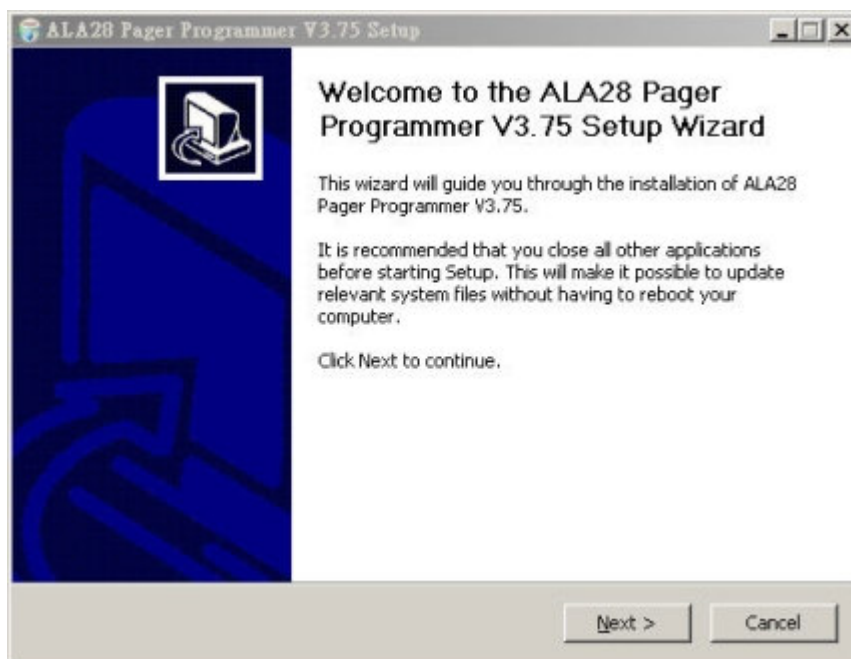 ALA28 Pager Programmer V3.75 Setup
Welcome to the ALA28 Pager
Programmer V3.75 Setup Wizard
This wizard will guide you through the installation of ALA28
Pager Programmer V3.75.
It is recommended that you close all other applications
before starting Setup. This will make it possible to update
relevant system files without having to reboot your
computer.
Click Next to continue.
Next > Cancel